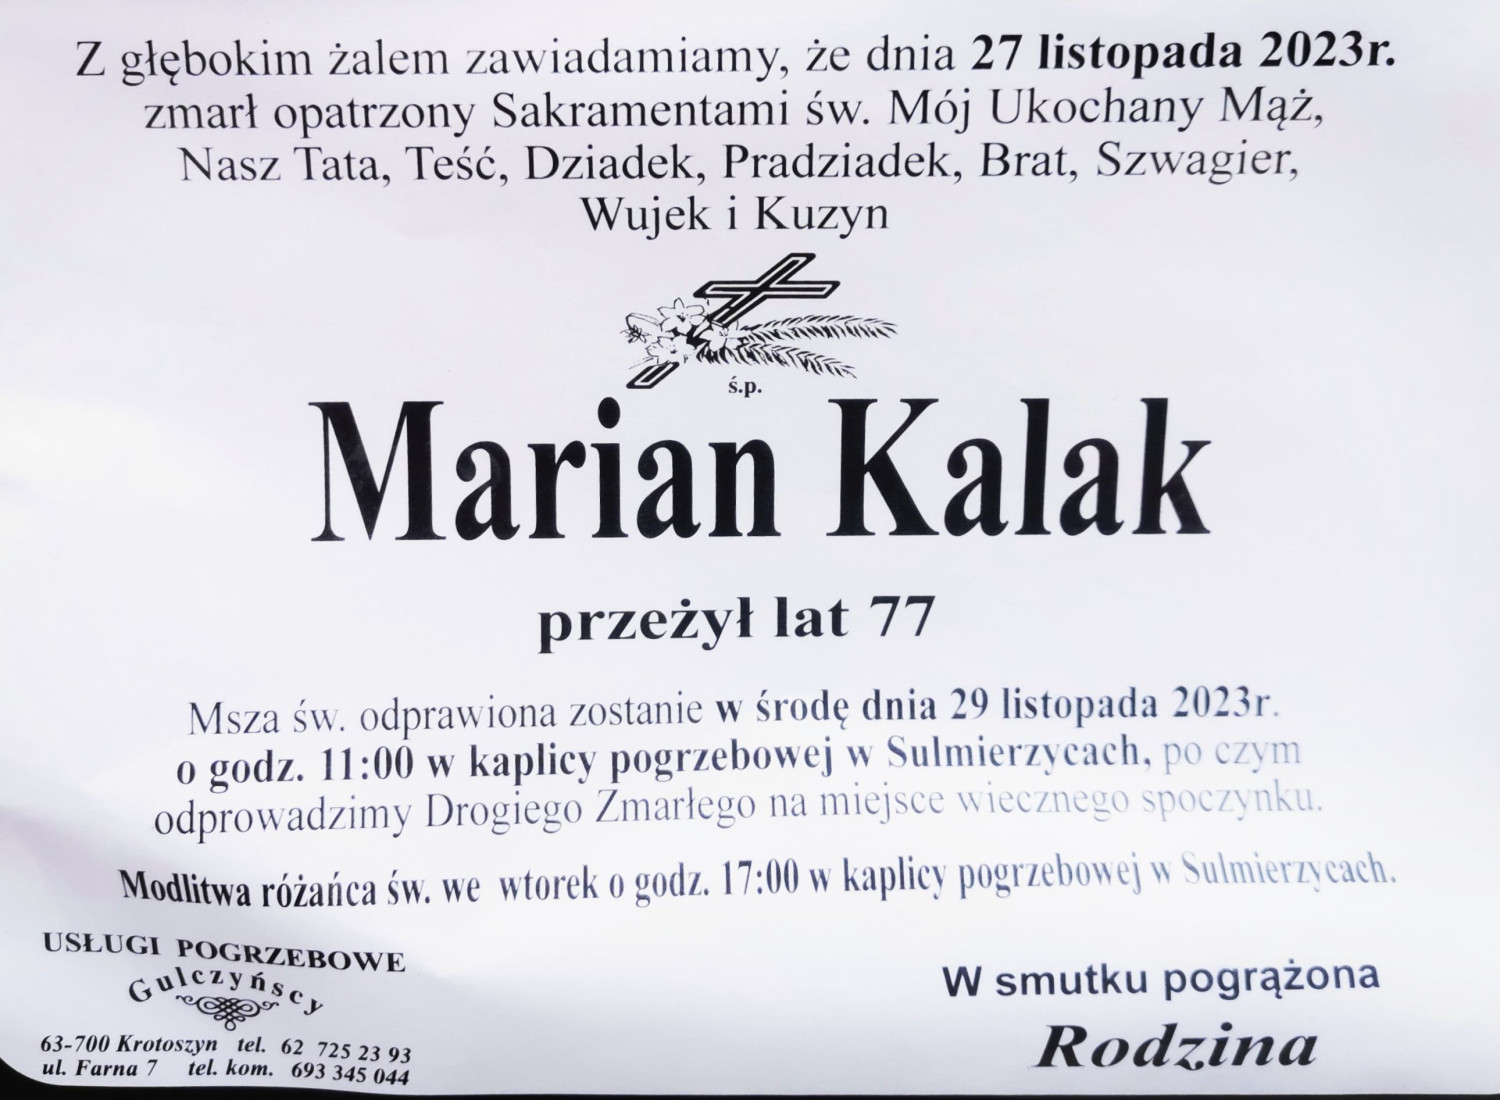 Z głębokim żalem zawiadamiamy, że dnia 27 listopada 2023r.
zmarł opatrzony Sakramentami św. Mój Ukochany Mąż,
Nasz Tata, Teść, Dziadek, Pradziadek, Brat, Szwagier,
Wujek i Kuzyn
ś.p.
Marian Kalak
przeżył lat 77
Msza św. odprawiona zostanie w środę dnia 29 listopada 2023r.
o godz. 11:00 w kaplicy pogrzebowej w Sulmierzycach, po czym
odprowadzimy Drogiego Zmarłego na miejsce wiecznego spoczynku.
Modlitwa różańca św. we wtorek o godz. 17:00 w kaplicy pogrzebowej w Sulmierzycach.
USŁUGI POGRZEBOWE
Gulczyńscy
63-700 Krotoszyn tel. 62 725 23 93
ul. Farna 7 tel. kom. 693 345 044
W smutku pogrążona
Rodzina